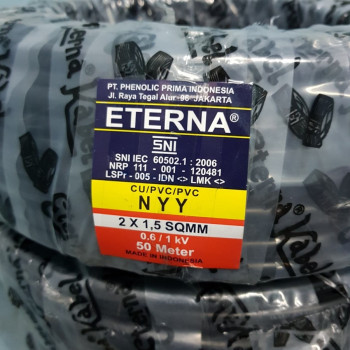 PT. PHENOLIC PRIMA INDONESIA
Jl. Raya Tegal Alur -96 JAKARTA
ETERNA®
SNI
SNI IEC 60502.1 : 2006
NRP 111 - 001 - 120481
LSPr - 005 - IDN <> LMK <>
CU/PVC/PVC
NYY
2 X 1,5 SQMM
0.6 / 1 kV
50 Meter
MADE IN INDONESIA